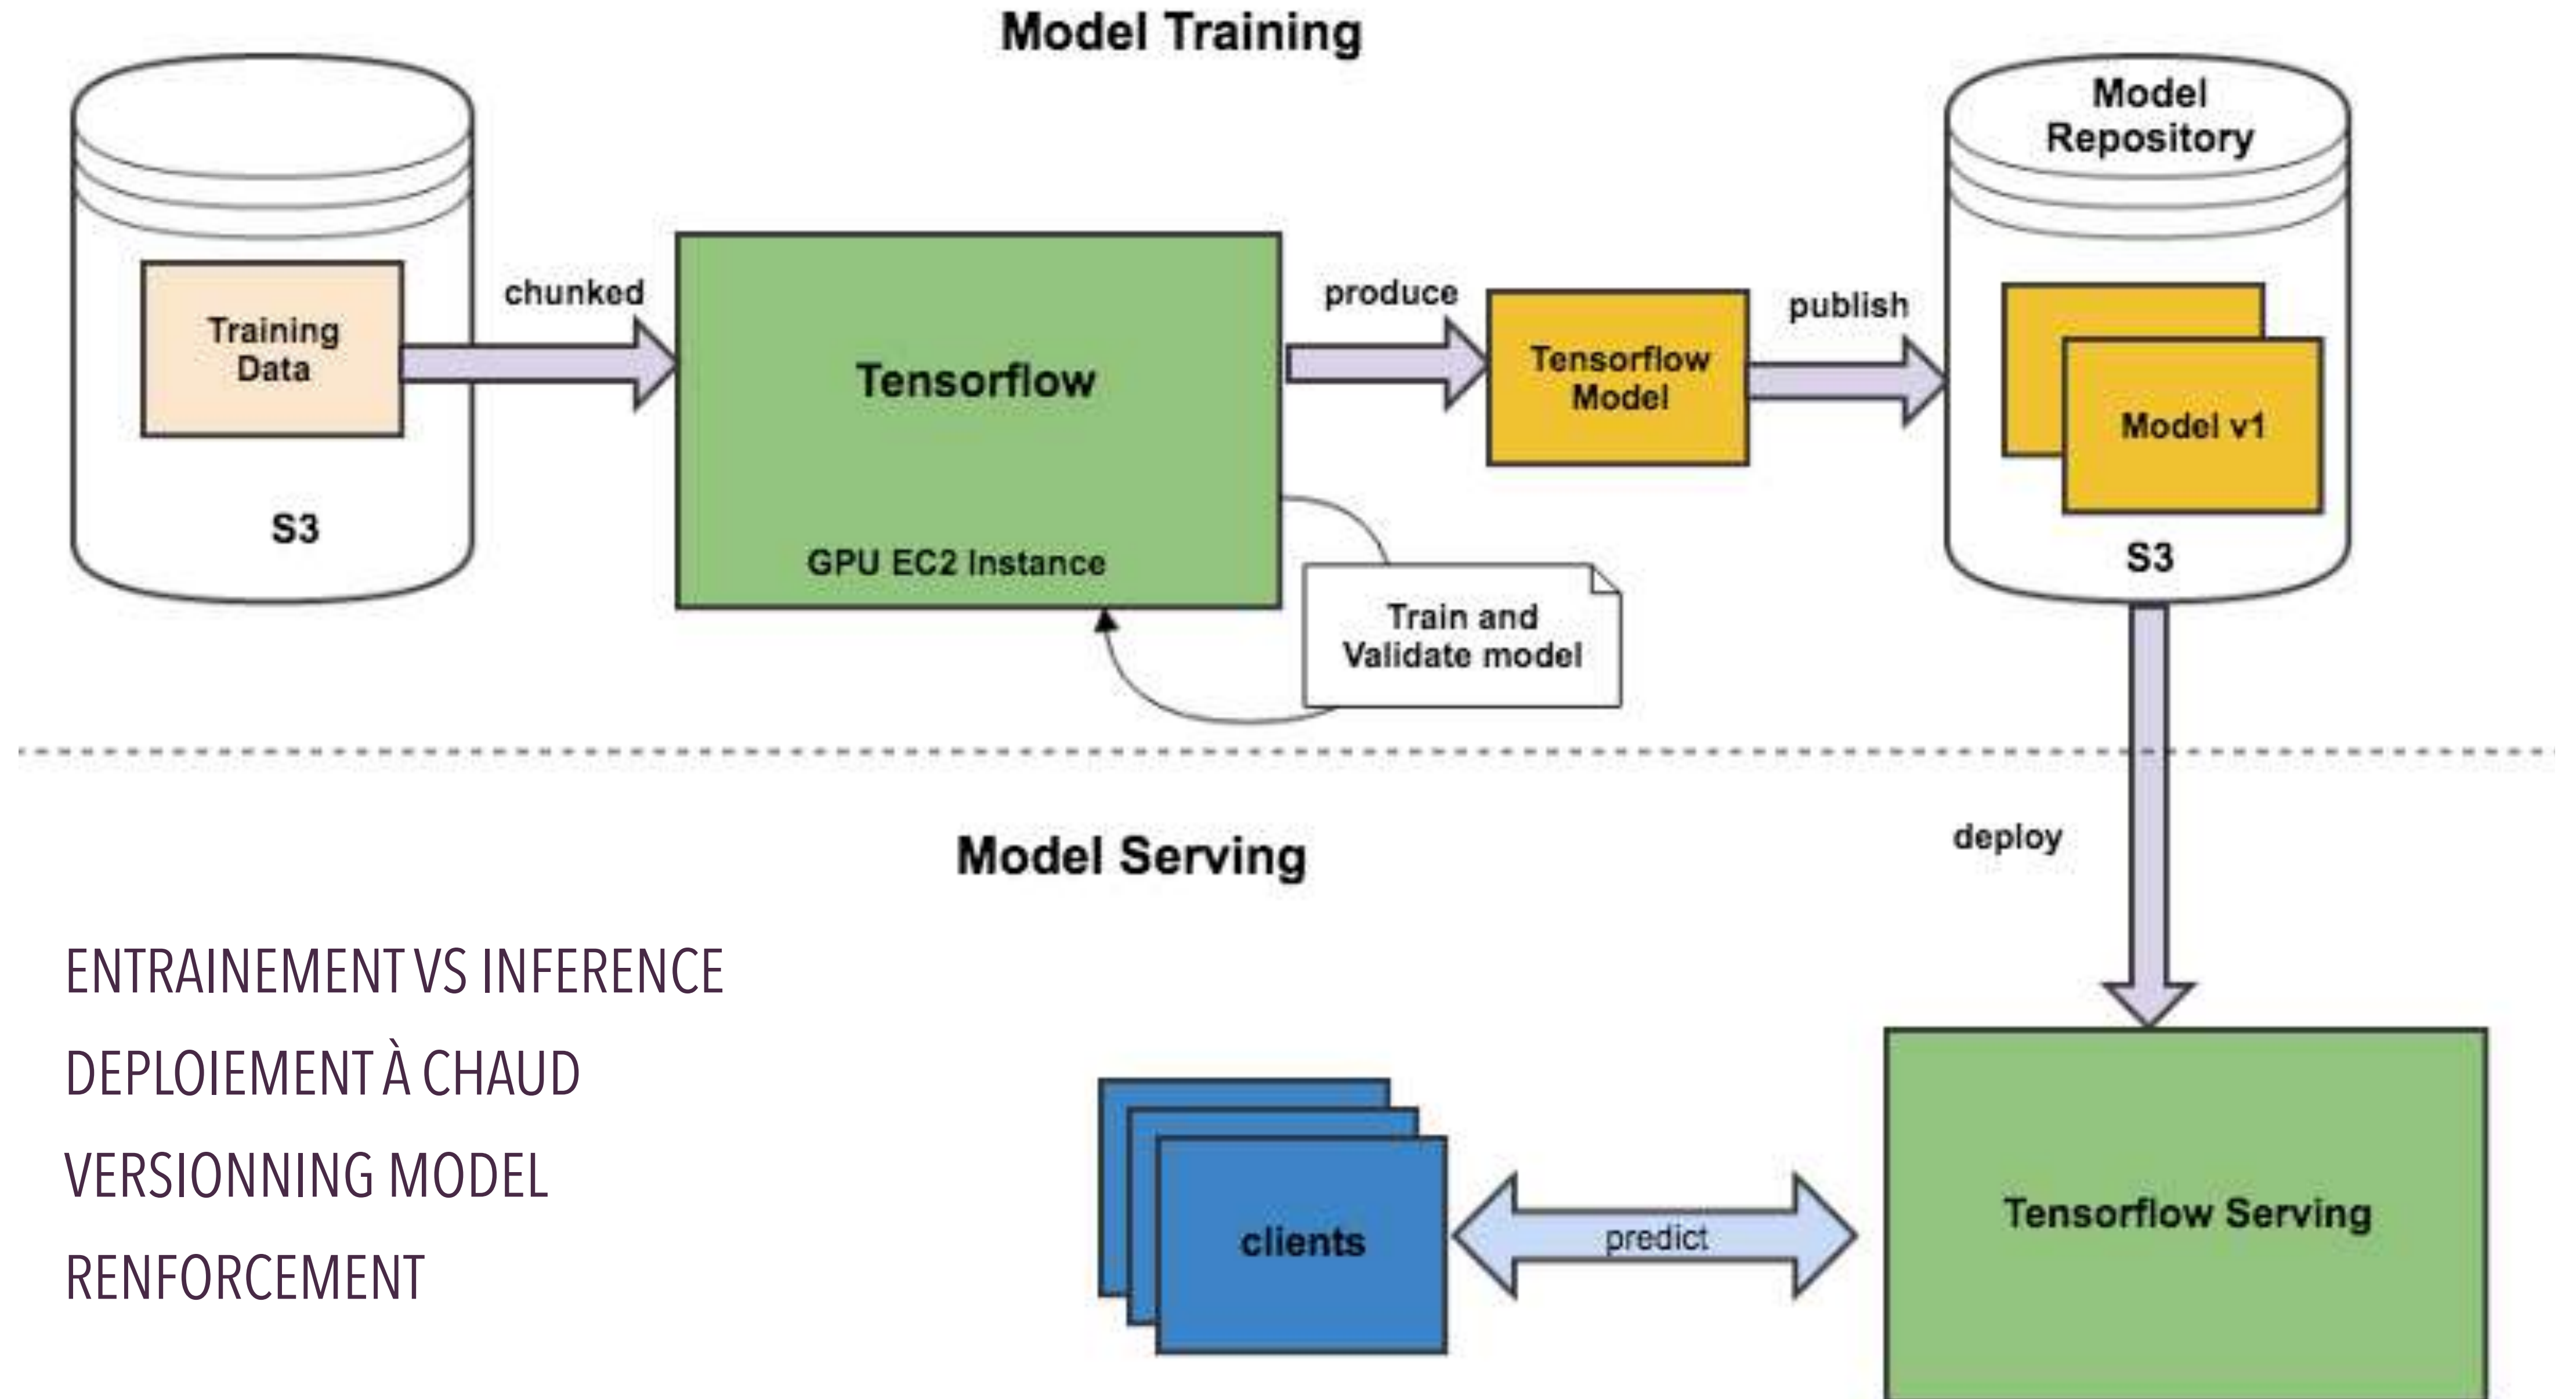 Model Training
Training
Data
S3
chunked
Tensorflow
GPU EC2 Instance
Train and
Validate model
produce
Tensorflow
Model
publish
Model
Repository
Model v1
S3
deploy
Model Serving
ENTRAINEMENT VS INFERENCE
DEPLOIEMENT À CHAUD
VERSIONNING MODEL
RENFORCEMENT
clients
predict
Tensorflow Serving